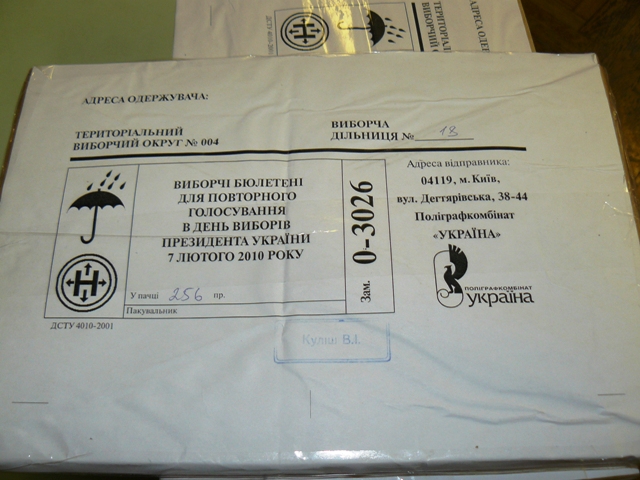 АДРЕСА ОДЕРЖУВАЧА:
ТЕРИТОРІАЛЬНИЙ
ВИБОРЧИЙ ОКРУГ № 004
ВИБОРЧА
ДІЛЬНИЦЯ № 18
ВИБОРЧІ БЮЛЕТЕНІ
ДЛЯ ПОВТОРНОГО
ГОЛОСУВАННЯ
В ДЕНЬ ВИБОРІВ
ПРЕЗИДЕНТА УКРАЇНИ
7 ЛЮТОГО 2010 РОКУ
У пачці 256 пр.
Пакувальник
Зам. 0-3026
Адреса відправника:
04119, м. Київ,
вул. Дегтярівська, 38-44
Поліграфкомбінат
«УКРАЇНА»
ПОЛІГРАФКОМБІНАТ
україна
Н
ДСТУ 4010-2001
В.І.